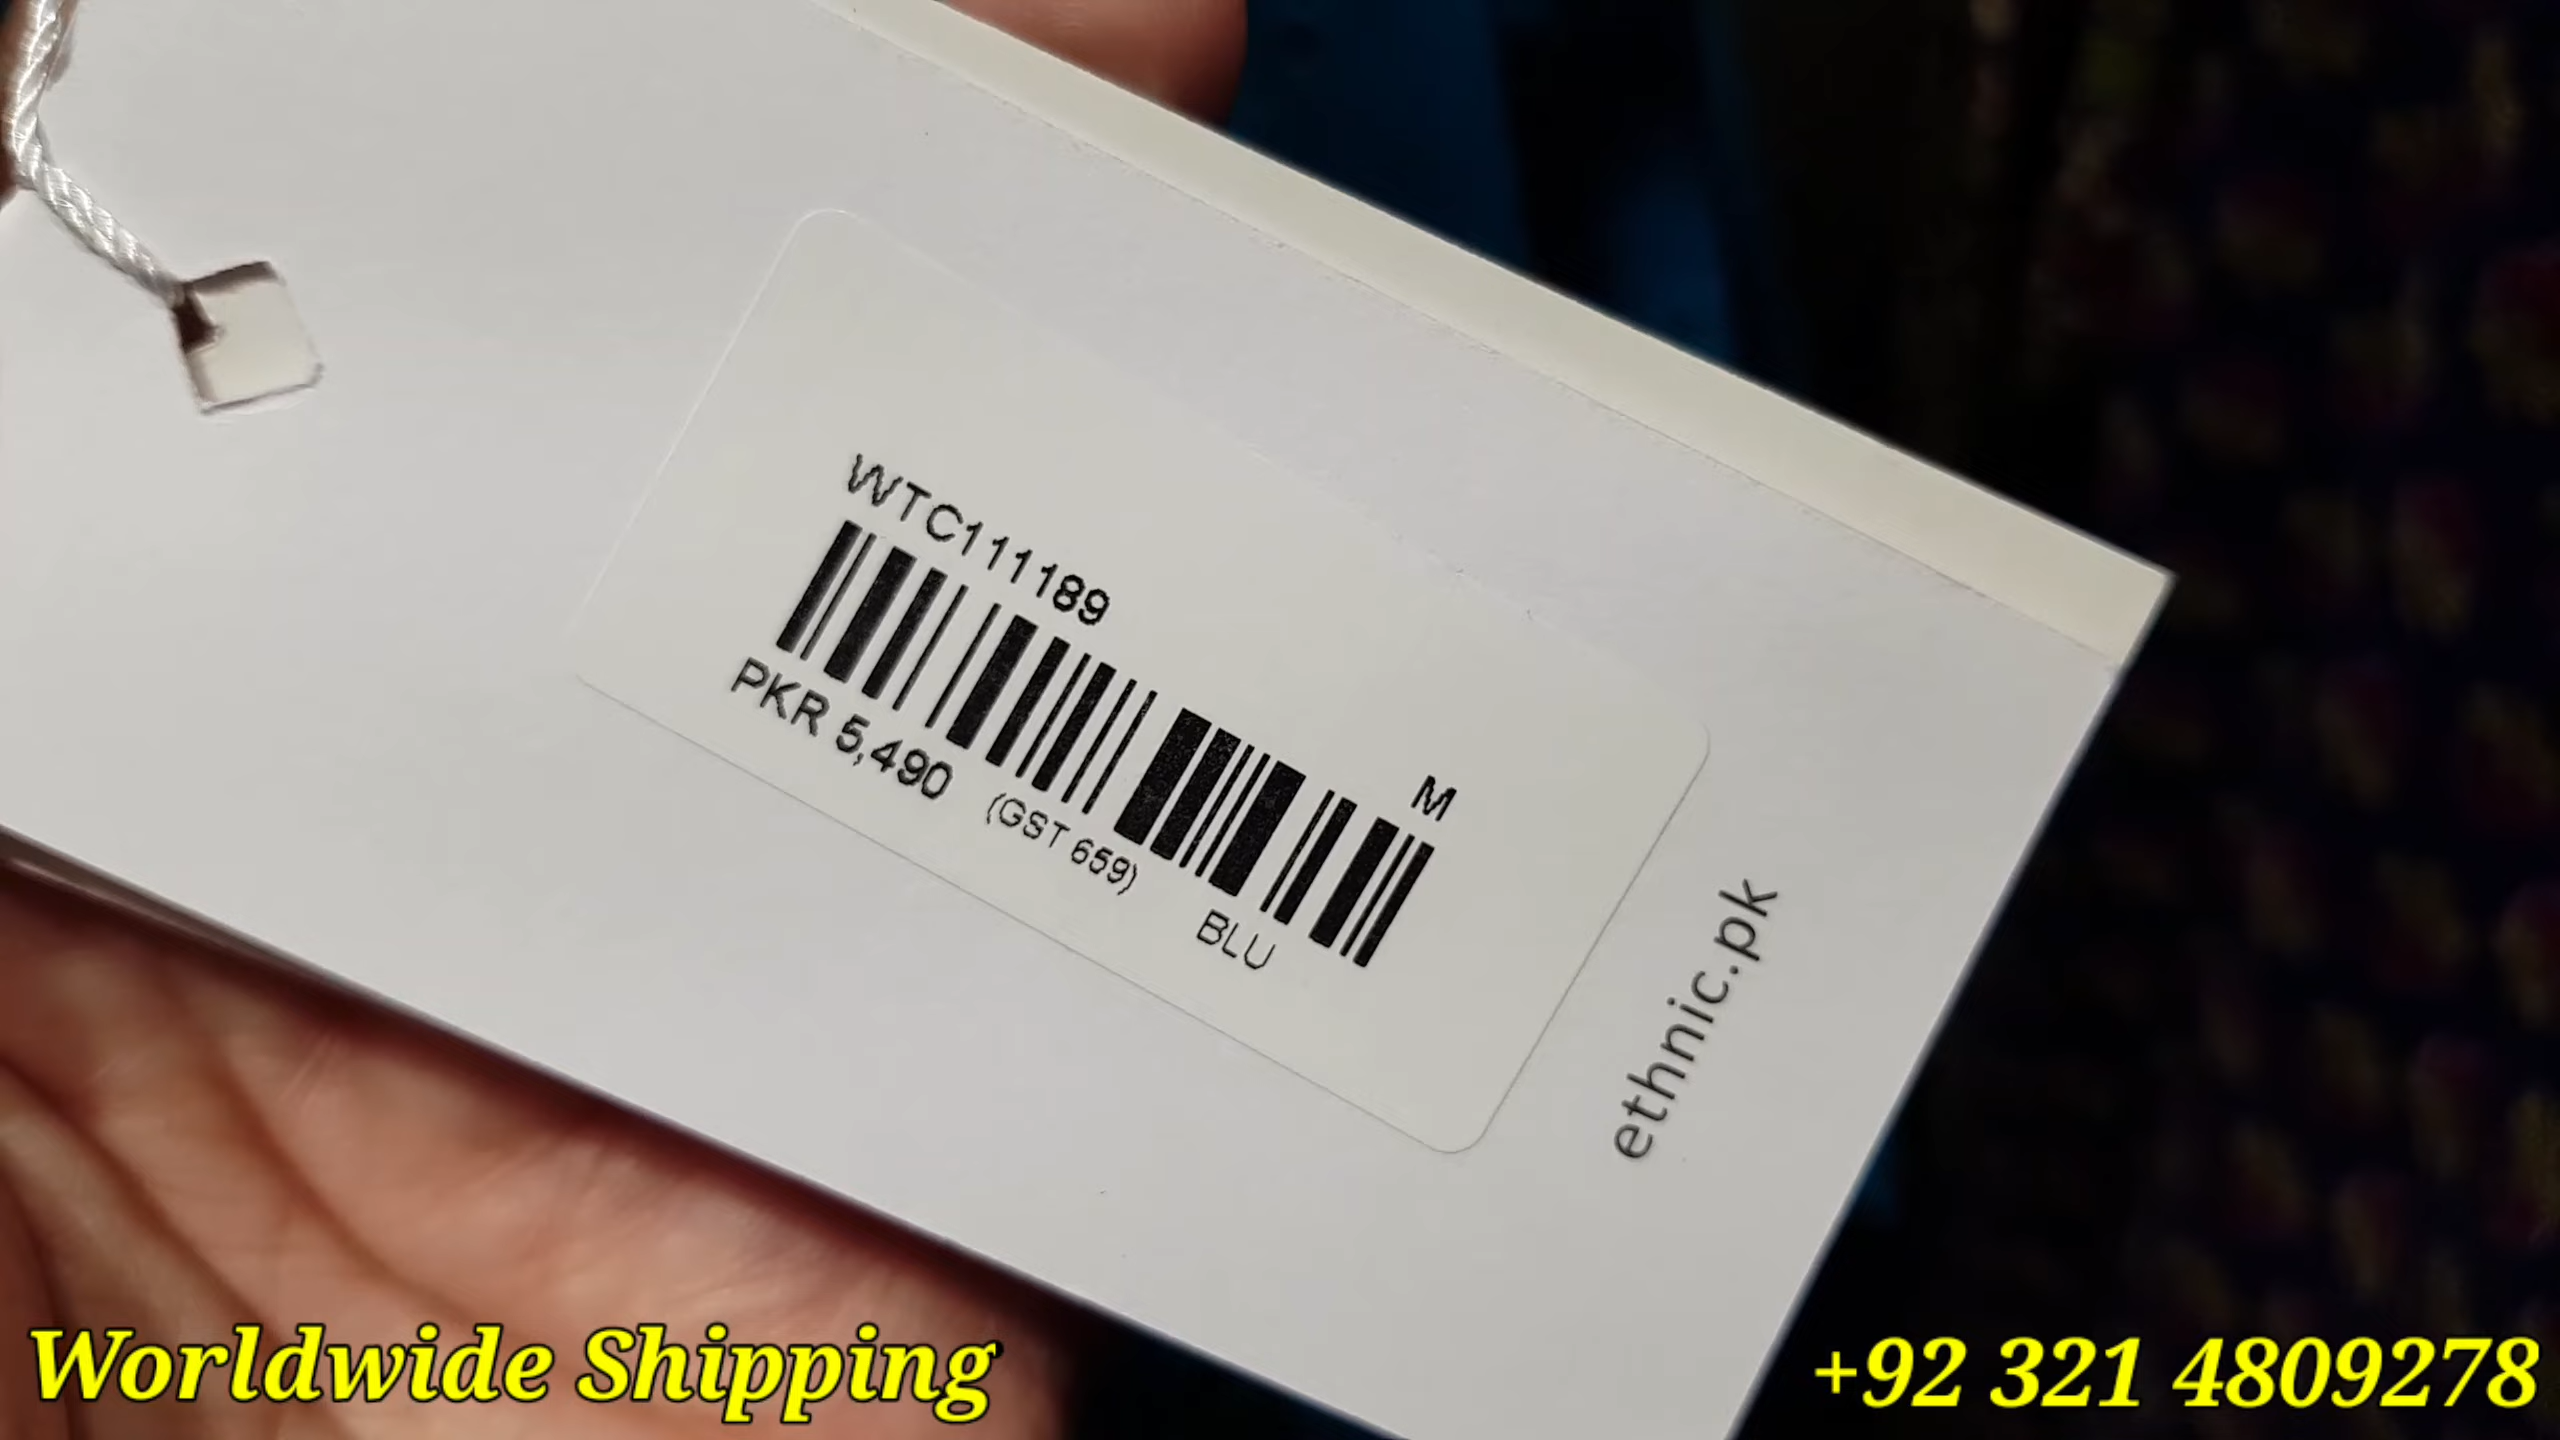 WTC111189
M
PKR 5,490 (GST 659) BLU
ethnic.pk
Worldwide Shipping
+92 321 4809278